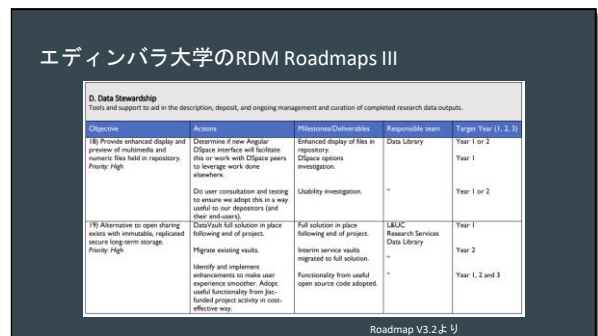 エディンバラ大学のRDM Roadmaps III
D. Data Stewardship
Tools and support to aid in the description, deposit, and ongoing management and curation of completed research data outputs.
Objective Actions Milestones/Deliverables Responsible team Target Year (1, 2, 3)
18) Provide enhanced display and
preview of multimedia and
numeric files held in repository.
Priority: High
Determine if new Angular
DSpace interface will facilitate
this or work with DSpace peers
to leverage work done
elsewhere.
Do user consultation and testing
to ensure we adopt this in a way
useful to our depositors (and
their end-users).
Enhanced display of files in
repository.
DSpace options
investigation.
Usability investigation.
Data Library
"
Year 1 or 2
Year 1
Year 1 or 2
19) Alternative to open sharing
exists with immutable, replicated
secure long-term storage.
Priority: High
DataVault full solution in place
following end of project.
Migrate existing vaults.
Identify and implement
enhancements to make user
experience smoother. Adopt
useful functionality from Jisc-
funded project activity in cost-
effective way.
Full solution in place
following end of project.
Interim service vaults
migrated to full solution.
Functionality from useful
open source code adopted.
L&UC
Research Services
Data Library
"
"
Year 1
Year 2
Year 1, 2 and 3
Roadmap V3.2より